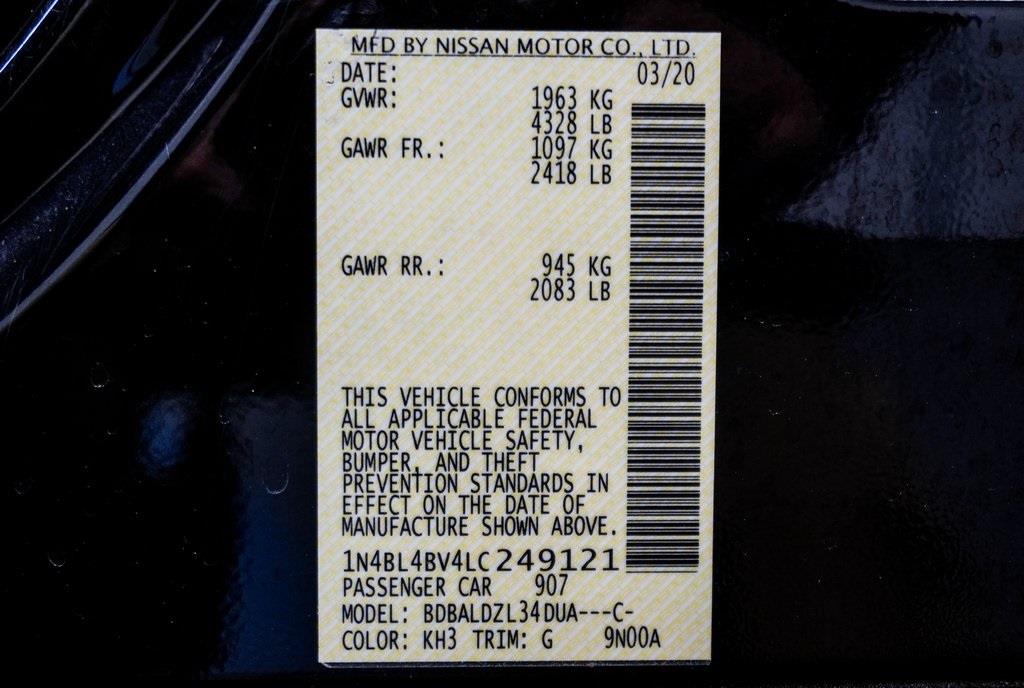 MFD BY NISSAN MOTOR CO., LTD.
DATE: 03/20
GVWR: 1963 KG
4328 LB
GAWR FR.: 1097 KG
2418 LB
GAWR RR.: 945 KG
2083 LB
THIS VEHICLE CONFORMS TO
ALL APPLICABLE FEDERAL
MOTOR VEHICLE SAFETY,
BUMPER, AND THEFT
PREVENTION STANDARDS IN
EFFECT ON THE DATE OF
MANUFACTURE SHOWN ABOVE.
1N4BL4BV4LC249121
PASSENGER CAR 907
MODEL: BDBALDZL34DUA---C-
COLOR: KH3 TRIM: G 9N00A